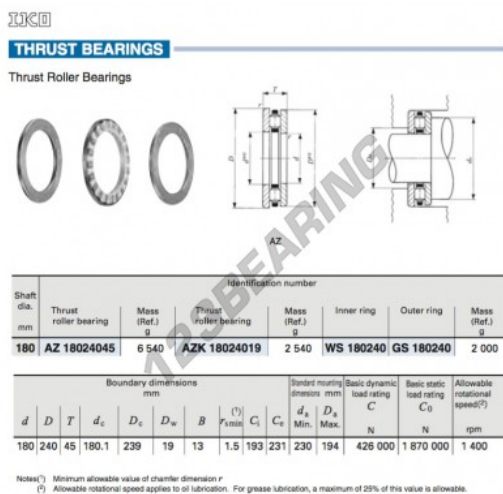 IKO
THRUST BEARINGS
Thrust Roller Bearings
T
r
r
D
d
AZ
123BEARING
Identification number
Shaft dia. mm
Thrust roller bearing
Mass (Ref.) g
Thrust roller bearing
Mass (Ref.) g
Inner ring
Outer ring
Mass (Ref.) g
180 AZ 18024045 6 540 AZK 18024019 2 540 WS 180240 GS 180240 2 000
Boundary dimensions mm
Standard mounting dimensions mm
Basic dynamic load rating C N
Basic static load rating C0 N
Allowable rotational speed(2) rpm
d D T dc Dc Dw B (1) rsmin Ci Ce da Min. Da Max.
180 240 45 180.1 239 19 13 1.5 193 231 230 194 426 000 1 870 000 1 400
Notes(1) Minimum allowable value of chamfer dimension r
(2) Allowable rotational speed applies to oil lubrication. For grease lubrication, a maximum of 25% of this value is allowable.